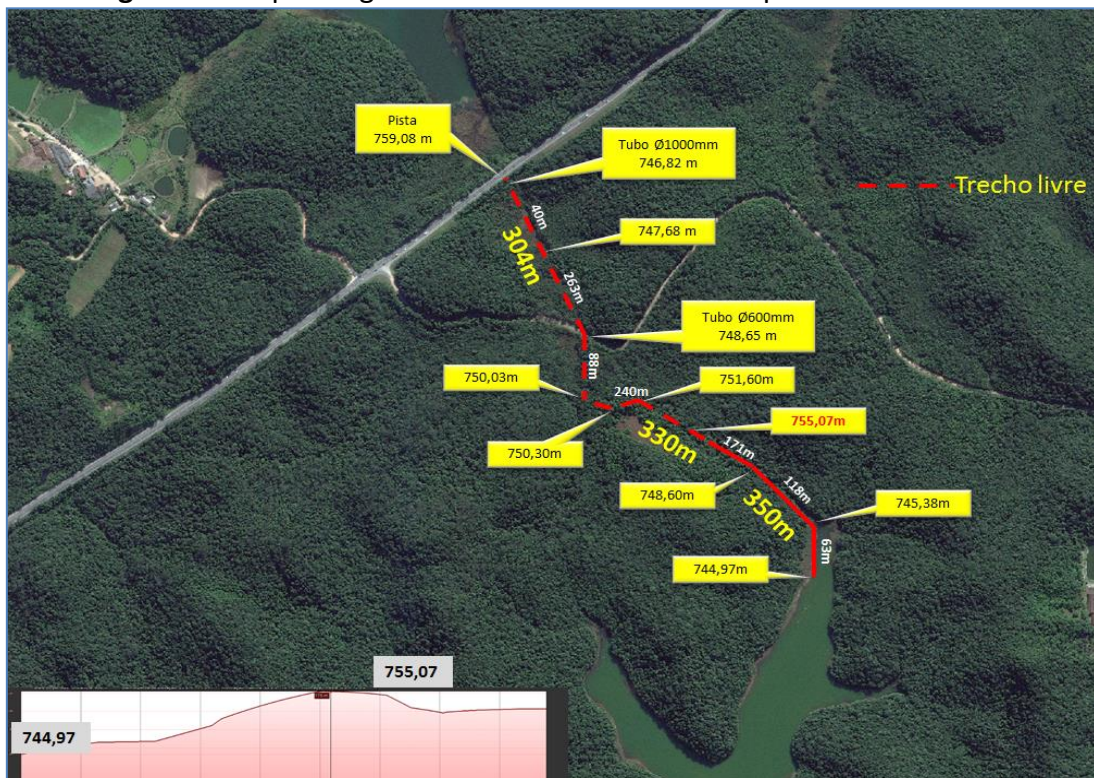 Pista
759,08 m
Tubo Ø1000mm
746,82 m
Trecho livre
40m
747,68 m
304m
263m
Tubo Ø600mm
748,65 m
88m
750,03m
240m
751,60m
755,07m
750,30m
330m
171m
748,60m
118m
350m
745,38m
63m
744,97m
755,07
744,97